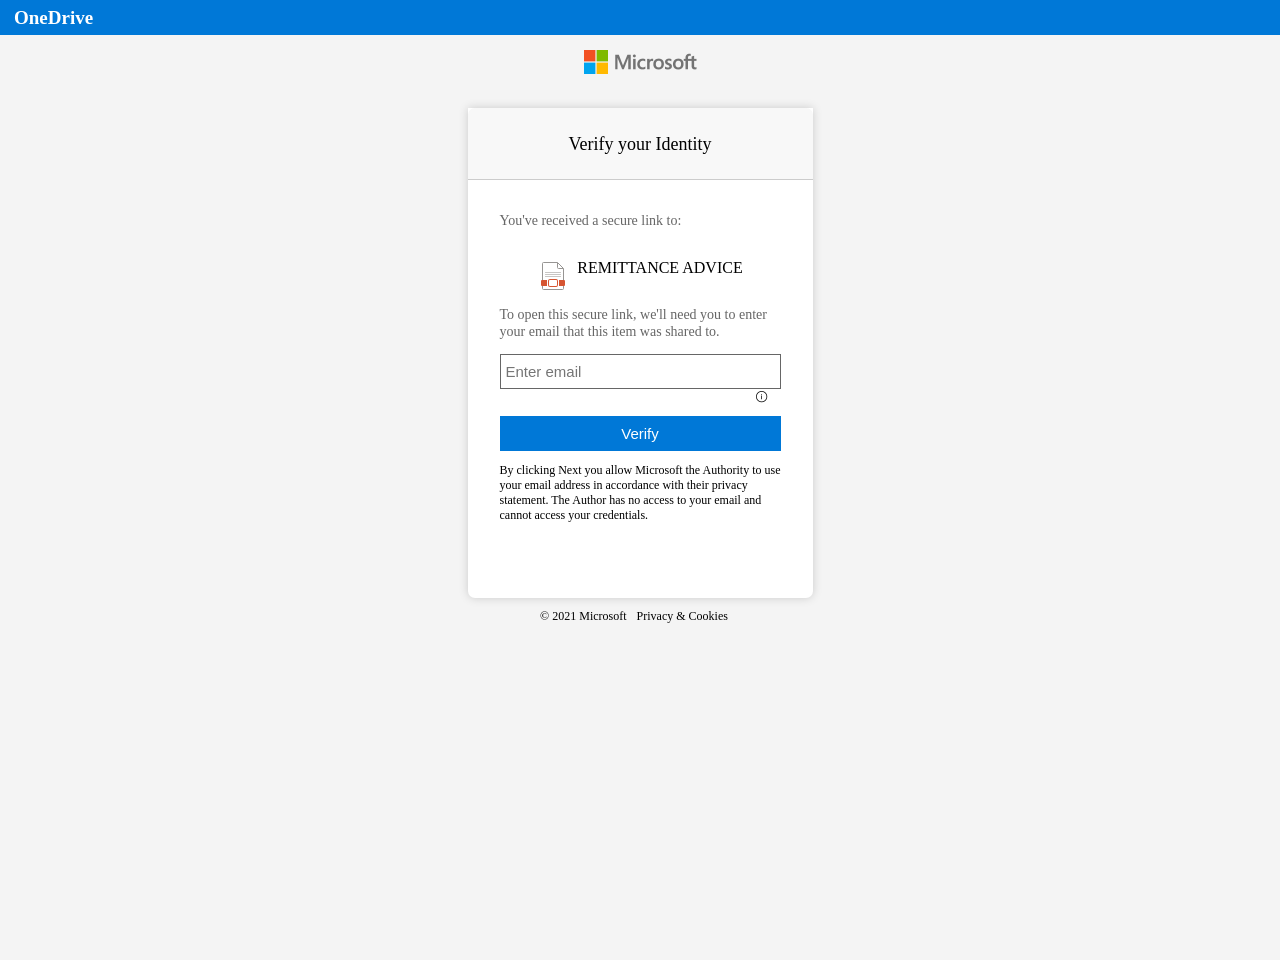 OneDrive
Microsoft
Verify your Identity
You've received a secure link to:
REMITTANCE ADVICE
To open this secure link, we'll need you to enter
your email that this item was shared to.
Enter email
Verify
By clicking Next you allow Microsoft the Authority to use
your email address in accordance with their privacy
statement. The Author has no access to your email and
cannot access your credentials.
© 2021 Microsoft Privacy & Cookies